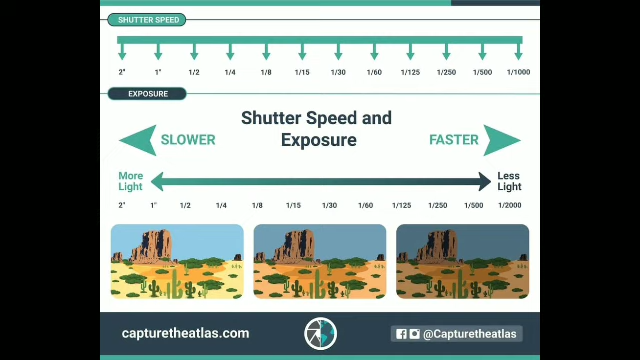 SHUTTER SPEED
2" 1" 1/2 1/4 1/8 1/15 1/30 1/60 1/125 1/250 1/500 1/1000
EXPOSURE
Shutter Speed and
Exposure
SLOWER FASTER
More Less
Light Light
2" 1" 1/2 1/4 1/8 1/15 1/30 1/60 1/125 1/250 1/500 1/2000
capturetheatlas.com @Capturetheatlas